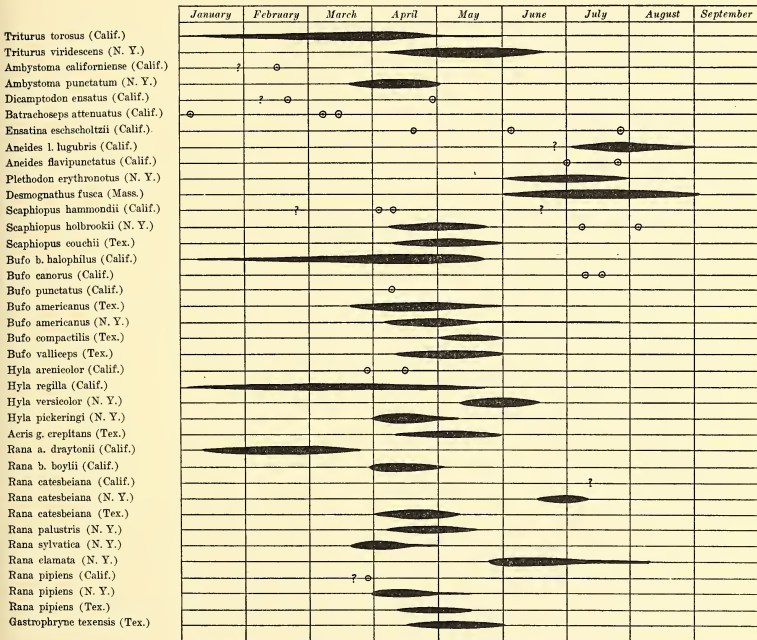 January February March April May June July August September
Triturus torosus (Calif.)
Triturus viridescens (N. Y.)
Ambystoma californiense (Calif.) ?
Ambystoma punctatum (N. Y.)
Dicamptodon ensatus (Calif.) ?
Batrachoseps attenuatus (Calif.)
Ensatina eschscholtzii (Calif.)
Aneides l. lugubris (Calif.) ?
Aneides flavipunctatus (Calif.)
Plethodon erythronotus (N. Y.)
Desmognathus fusca (Mass.)
Scaphiopus hammondii (Calif.) ? ?
Scaphiopus holbrookii (N. Y.)
Scaphiopus couchii (Tex.)
Bufo b. halophilus (Calif.)
Bufo canorus (Calif.)
Bufo punctatus (Calif.)
Bufo americanus (Tex.)
Bufo americanus (N. Y.)
Bufo compactilis (Tex.)
Bufo valliceps (Tex.)
Hyla arenicolor (Calif.)
Hyla regilla (Calif.)
Hyla versicolor (N. Y.)
Hyla pickeringi (N. Y.)
Acris g. crepitans (Tex.)
Rana a. draytonii (Calif.)
Rana b. boylii (Calif.)
Rana catesbeiana (Calif.) ?
Rana catesbeiana (N. Y.)
Rana catesbeiana (Tex.)
Rana palustris (N. Y.)
Rana sylvatica (N. Y.)
Rana clamata (N. Y.)
Rana pipiens (Calif.) ?
Rana pipiens (N. Y.)
Rana pipiens (Tex.)
Gastrophryne texensis (Tex.)